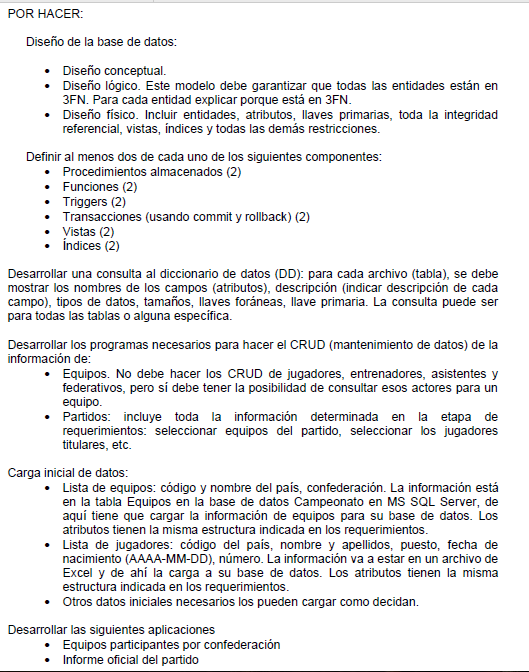 POR HACER:
Diseño de la base de datos:
• Diseño conceptual.
• Diseño lógico. Este modelo debe garantizar que todas las entidades están en
3FN. Para cada entidad explicar porque está en 3FN.
• Diseño físico. Incluir entidades, atributos, llaves primarias, toda la integridad
referencial, vistas, índices y todas las demás restricciones.
Definir al menos dos de cada uno de los siguientes componentes:
• Procedimientos almacenados (2)
• Funciones (2)
• Triggers (2)
• Transacciones (usando commit y rollback) (2)
• Vistas (2)
• Índices (2)
Desarrollar una consulta al diccionario de datos (DD): para cada archivo (tabla), se debe
mostrar los nombres de los campos (atributos), descripción (indicar descripción de cada
campo), tipos de datos, tamaños, llaves foráneas, llave primaria. La consulta puede ser
para todas las tablas o alguna específica.
Desarrollar los programas necesarios para hacer el CRUD (mantenimiento de datos) de la
información de:
• Equipos. No debe hacer los CRUD de jugadores, entrenadores, asistentes y
federativos, pero sí debe tener la posibilidad de consultar esos actores para un
equipo.
• Partidos: incluye toda la información determinada en la etapa de
requerimientos: seleccionar equipos del partido, seleccionar los jugadores
titulares, etc.
Carga inicial de datos:
• Lista de equipos: código y nombre del país, confederación. La información está
en la tabla Equipos en la base de datos Campeonato en MS SQL Server, de
aquí tiene que cargar la información de equipos para su base de datos. Los
atributos tienen la misma estructura indicada en los requerimientos.
• Lista de jugadores: código del país, nombre y apellidos, puesto, fecha de
nacimiento (AAAA-MM-DD), número. La información va a estar en un archivo de
Excel y de ahí la carga a su base de datos. Los atributos tienen la misma
estructura indicada en los requerimientos.
• Otros datos iniciales necesarios los pueden cargar como decidan.
Desarrollar las siguientes aplicaciones
• Equipos participantes por confederación
• Informe oficial del partido